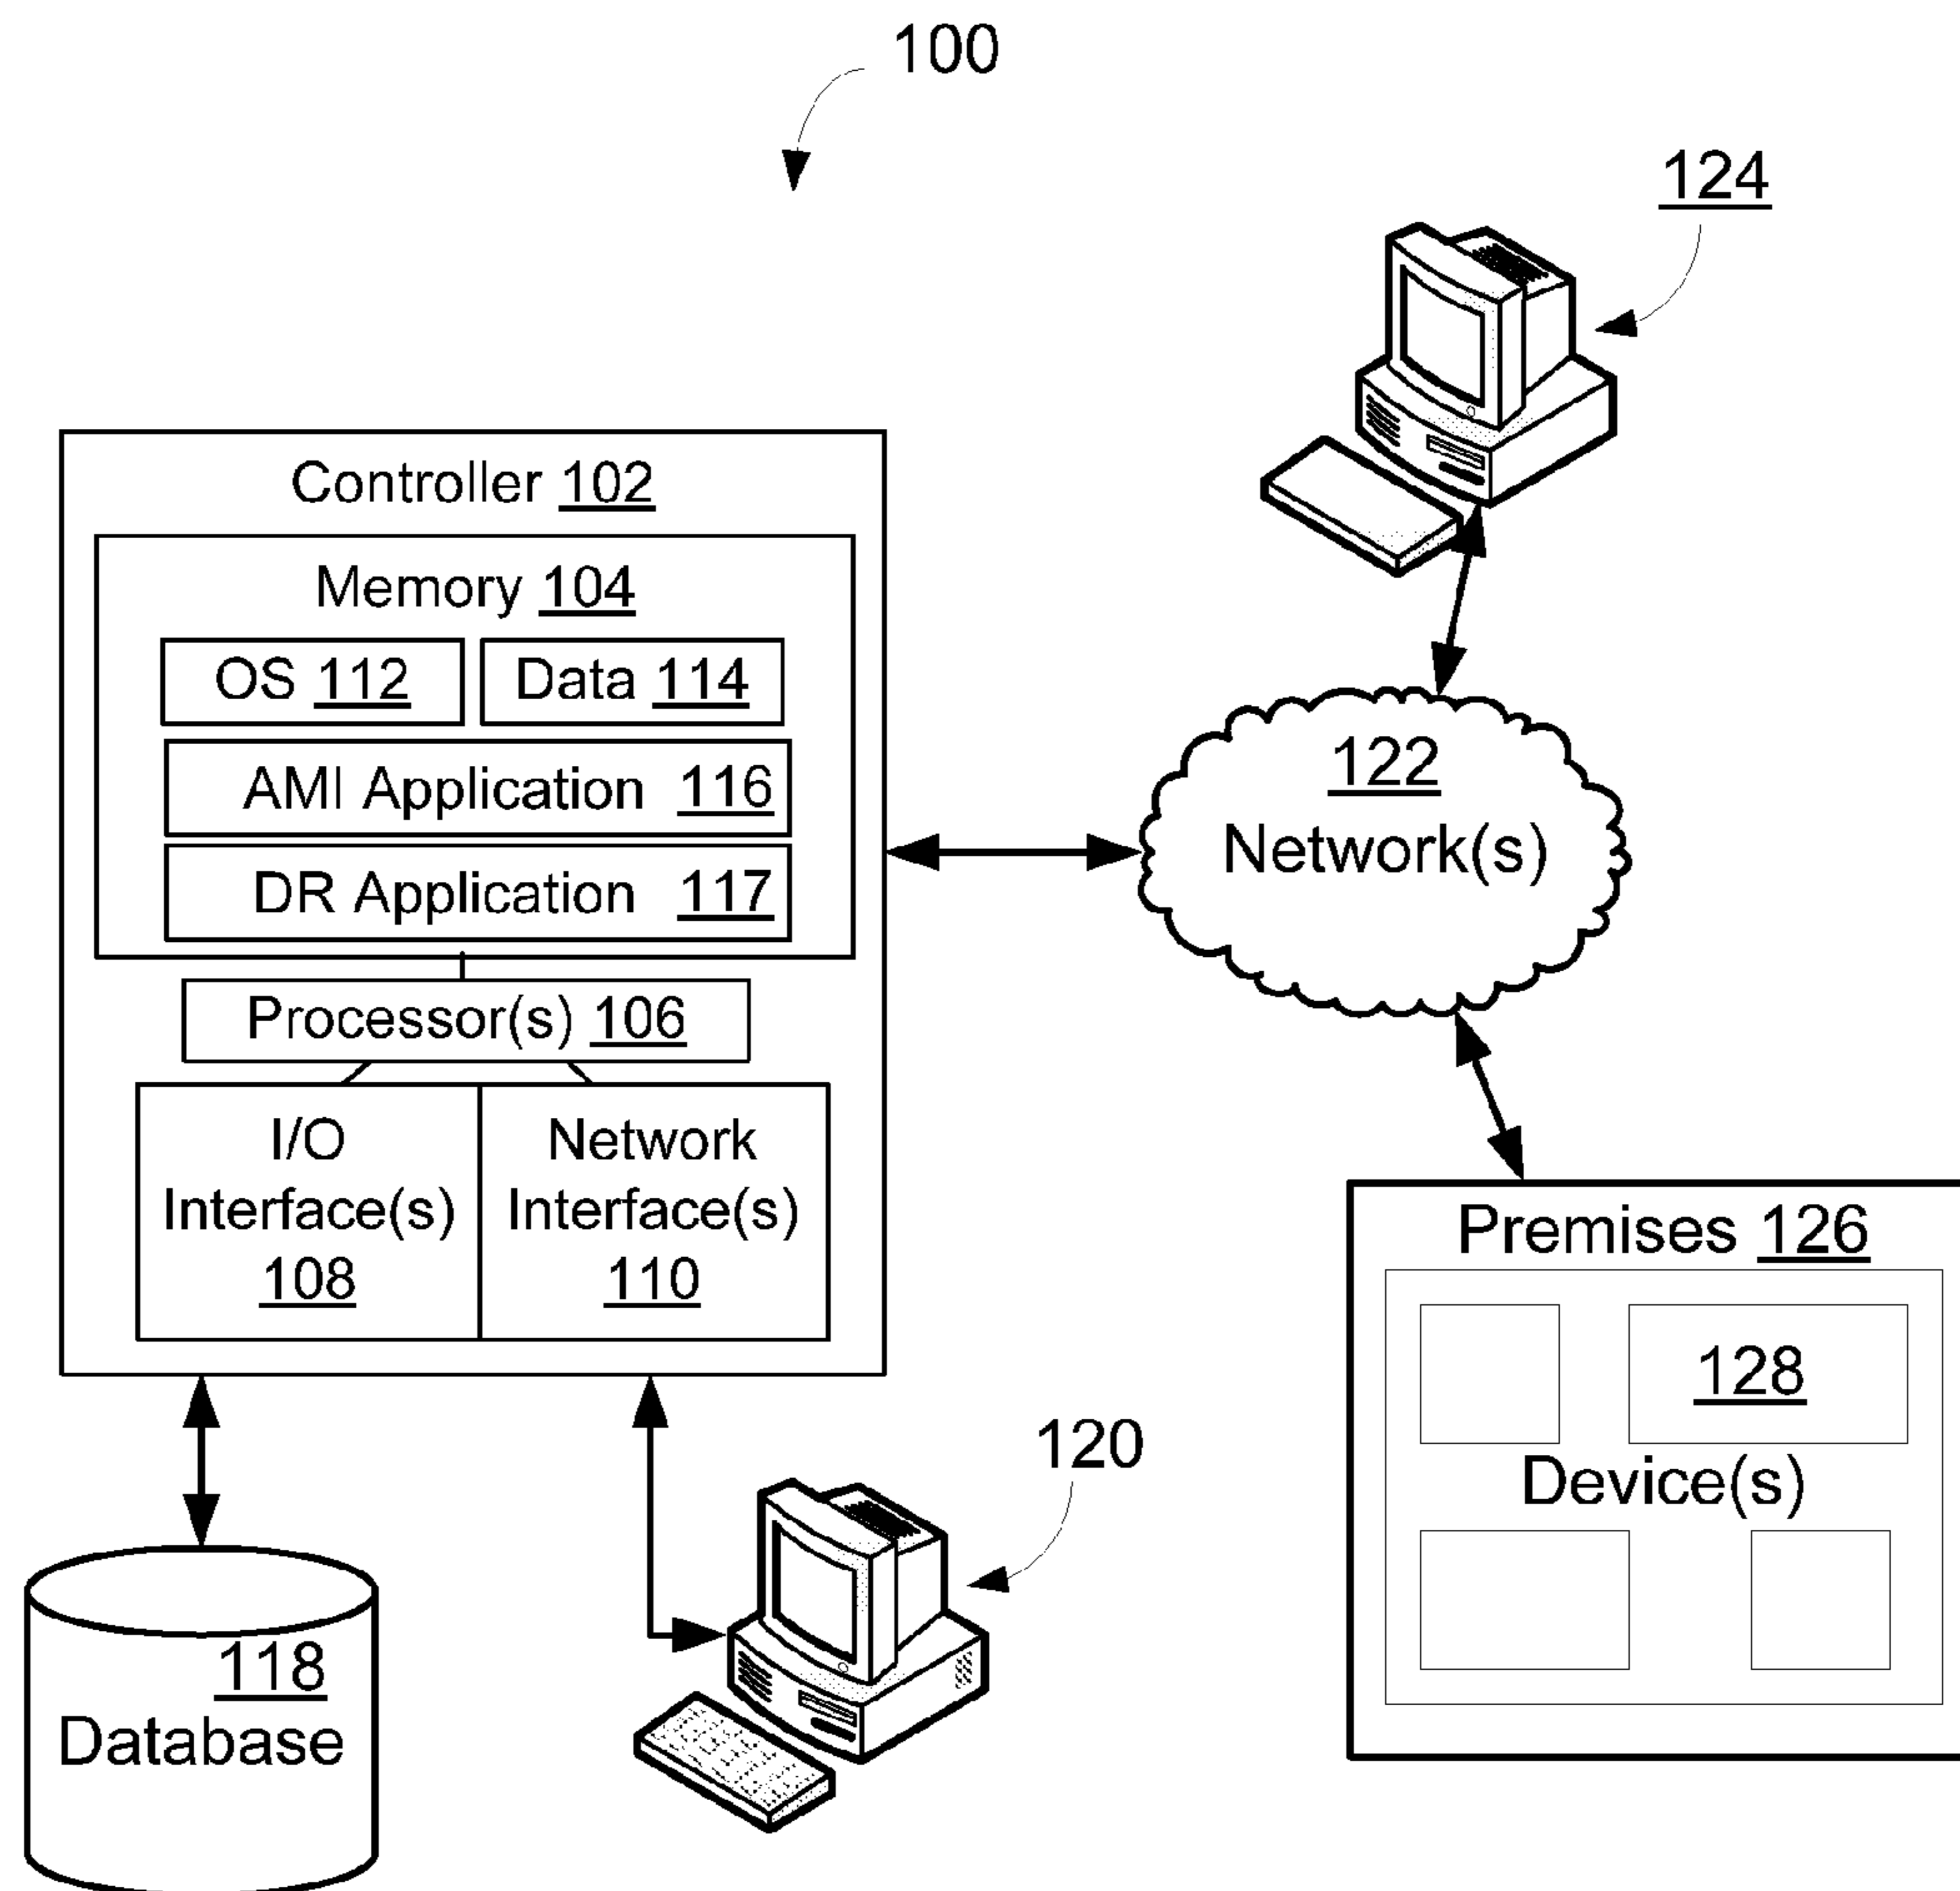 100
124
Controller 102
Memory 104
OS 112
Data 114
AMI Application 116
DR Application 117
Processor(s) 106
I/O
Interface(s)
108
Network
Interface(s)
110
122
Network(s)
Premises 126
128
Device(s)
120
118
Database